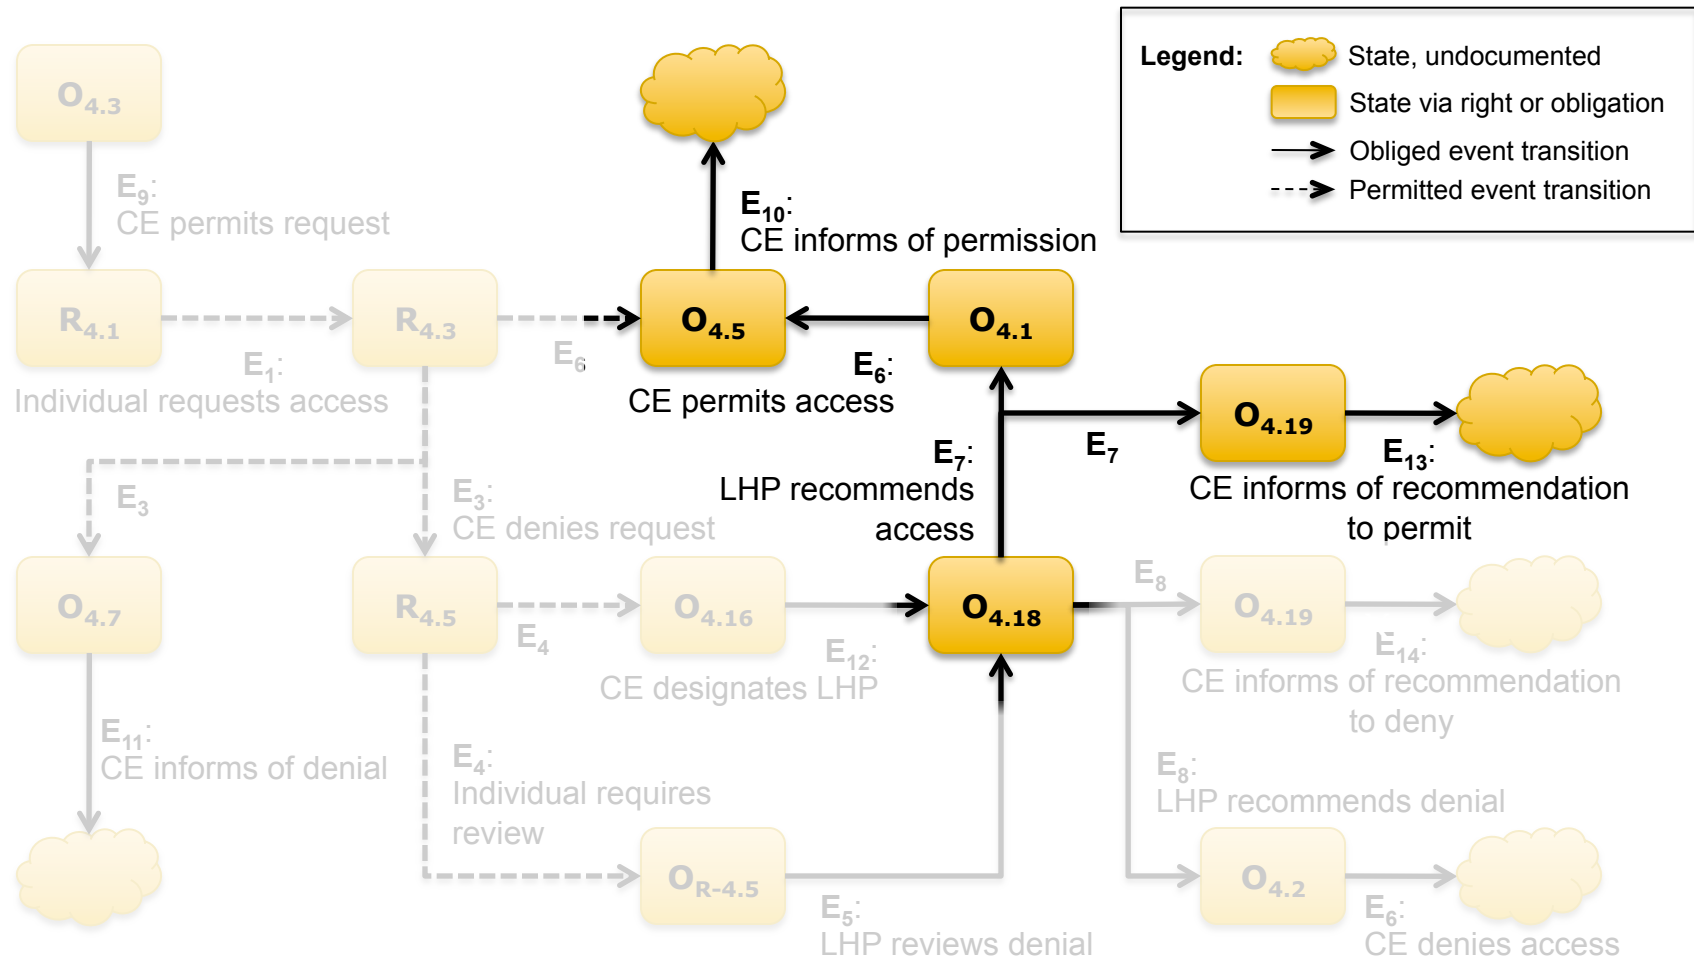 Legend:
State, undocumented
State via right or obligation
Obliged event transition
Permitted event transition
O4.3
E9:
CE permits request
E10:
CE informs of permission
R4.1
R4.3
O4.5
O4.1
E1:
Individual requests access
E6
E6:
CE permits access
O4.19
E7
E13:
CE informs of recommendation
to permit
E7:
LHP recommends
access
E3
E3:
CE denies request
O4.7
R4.5
O4.16
O4.18
E8
O4.19
E4
E12:
CE designates LHP
E14:
CE informs of recommendation
to deny
E11:
CE informs of denial
E4:
Individual requires
review
E8:
LHP recommends denial
OR-4.5
O4.2
E5:
LHP reviews denial
E6:
CE denies access